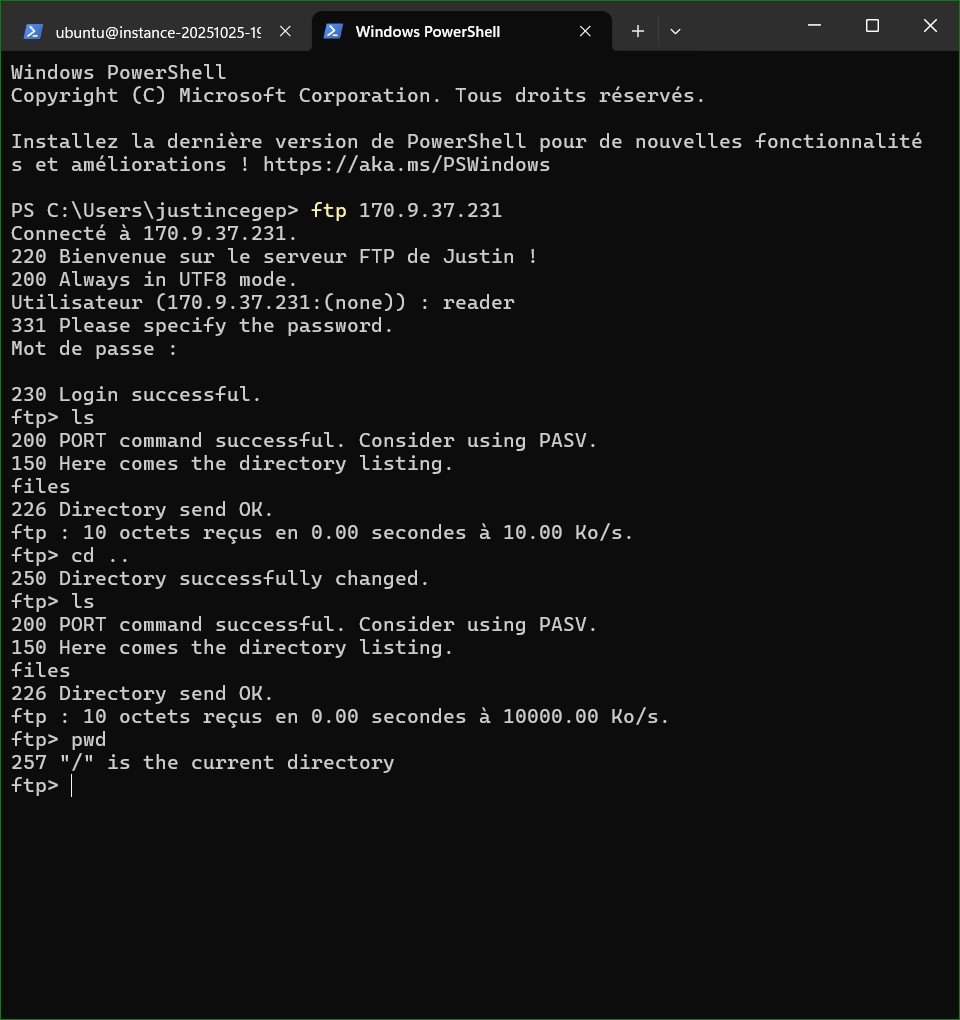 ubuntu@instance-20251025-19
Windows PowerShell
Windows PowerShell
Copyright (C) Microsoft Corporation. Tous droits réservés.
Installez la dernière version de PowerShell pour de nouvelles fonctionnalité
s et améliorations ! https://aka.ms/PSWindows
PS C:\Users\justincegep> ftp 170.9.37.231
Connecté à 170.9.37.231.
220 Bienvenue sur le serveur FTP de Justin !
200 Always in UTF8 mode.
Utilisateur (170.9.37.231:(none)) : reader
331 Please specify the password.
Mot de passe :
230 Login successful.
ftp> ls
200 PORT command successful. Consider using PASV.
150 Here comes the directory listing.
files
226 Directory send OK.
ftp : 10 octets reçus en 0.00 secondes à 10.00 Ko/s.
ftp> cd ..
250 Directory successfully changed.
ftp> ls
200 PORT command successful. Consider using PASV.
150 Here comes the directory listing.
files
226 Directory send OK.
ftp : 10 octets reçus en 0.00 secondes à 10000.00 Ko/s.
ftp> pwd
257 "/" is the current directory
ftp>